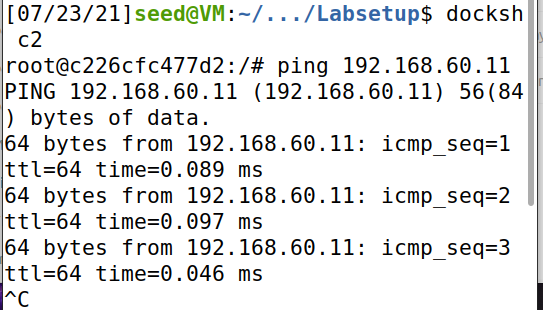 [07/23/21]seed@VM:~/.../Labsetup$ docksh
 c2
root@c226cfc477d2:/# ping 192.168.60.11
PING 192.168.60.11 (192.168.60.11) 56(84
) bytes of data.
64 bytes from 192.168.60.11: icmp_seq=1
ttl=64 time=0.089 ms
64 bytes from 192.168.60.11: icmp_seq=2
ttl=64 time=0.097 ms
64 bytes from 192.168.60.11: icmp_seq=3
ttl=64 time=0.046 ms
^C